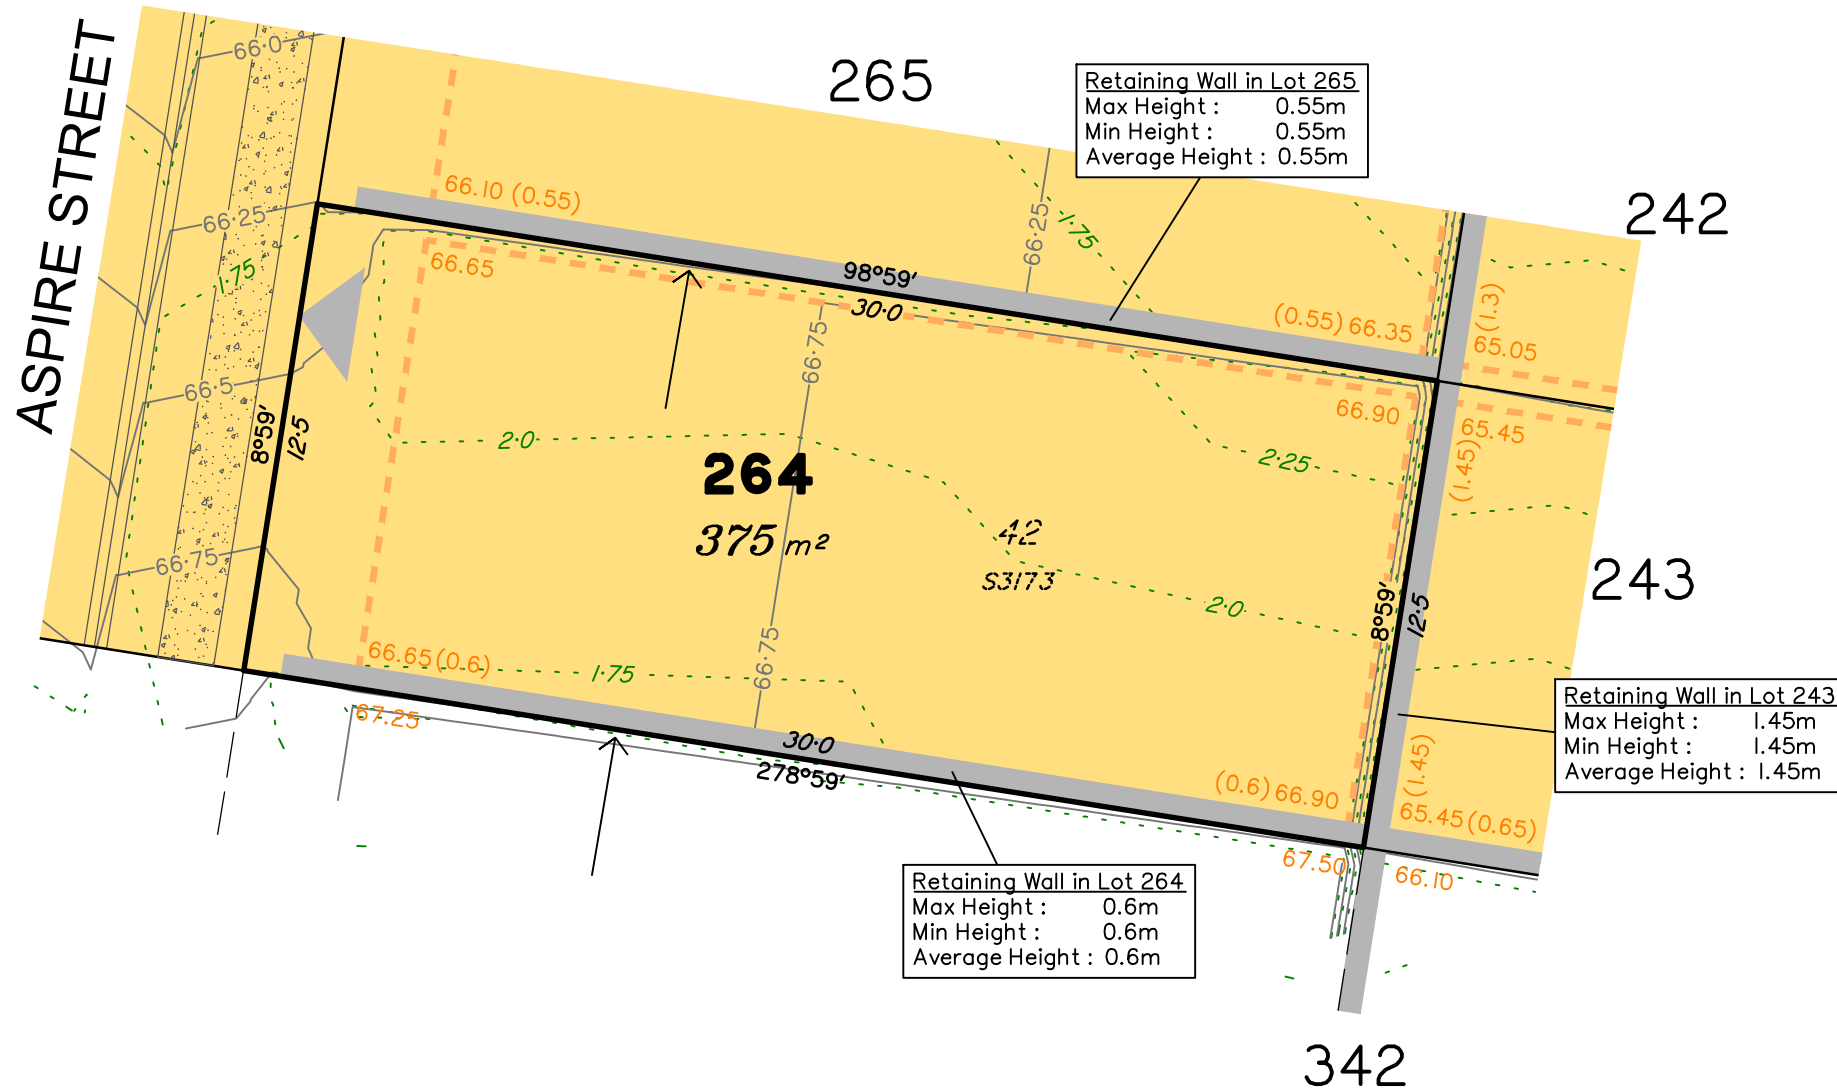 ASPIRE STREET
66·0
265
Retaining Wall in Lot 265
Max Height : 0.55m
Min Height : 0.55m
Average Height : 0.55m
242
66.10 (0.55)
66·25
66·25
1·75
1·75
66.65
98°59'
30·0
(0.55) 66.35
(1.3)
65.05
66·75
66·5
66.90
65.45
(1.45)
8°59'
12·5
2·0
264
375 m²
2·25
42
S3173
66·75
243
2·0
8°59'
12·5
66.65 (0.6)
1·75
66·75
67.25
30·0
278°59'
Retaining Wall in Lot 243
Max Height : 1.45m
Min Height : 1.45m
Average Height : 1.45m
(0.6) 66.90
(1.45)
65.45 (0.65)
67.50
66.10
Retaining Wall in Lot 264
Max Height : 0.6m
Min Height : 0.6m
Average Height : 0.6m
342